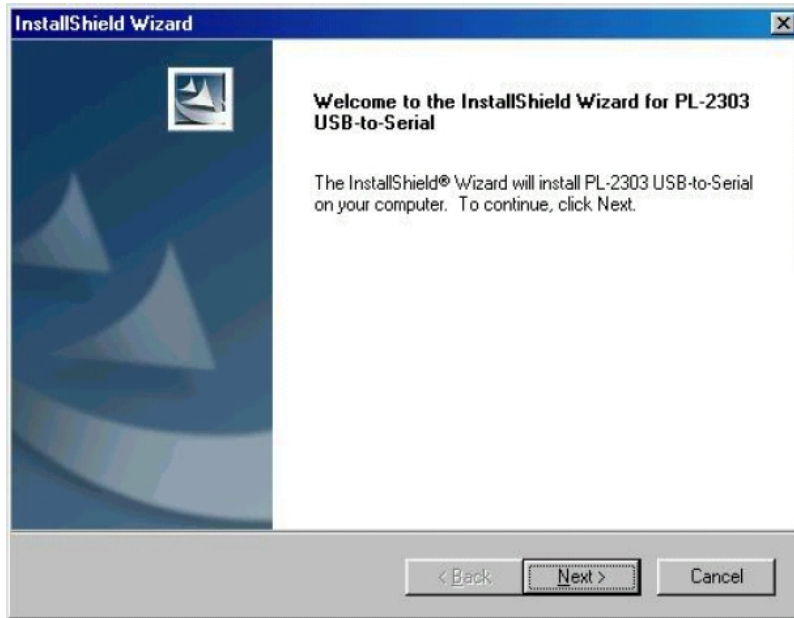 InstallShield Wizard
Welcome to the InstallShield Wizard for PL-2303
USB-to-Serial
The InstallShield® Wizard will install PL-2303 USB-to-Serial
on your computer.  To continue, click Next.
< Back
Next >
Cancel